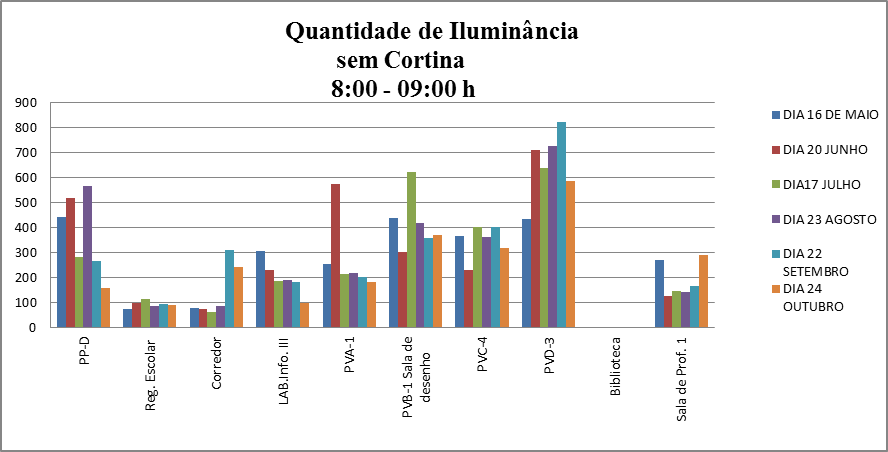 Quantidade de Iluminância
sem Cortina
8:00 - 09:00 h
900
800
700
600
500
400
300
200
100
0
PP-D
Reg. Escolar
Corredor
LAB.Info. III
PVA-1
PVB-1 Sala de
desenho
PVC-4
PVD-3
Biblioteca
Sala de Prof. 1
DIA 16 DE MAIO
DIA 20 JUNHO
DIA17 JULHO
DIA 23 AGOSTO
DIA 22
SETEMBRO
DIA 24
OUTUBRO